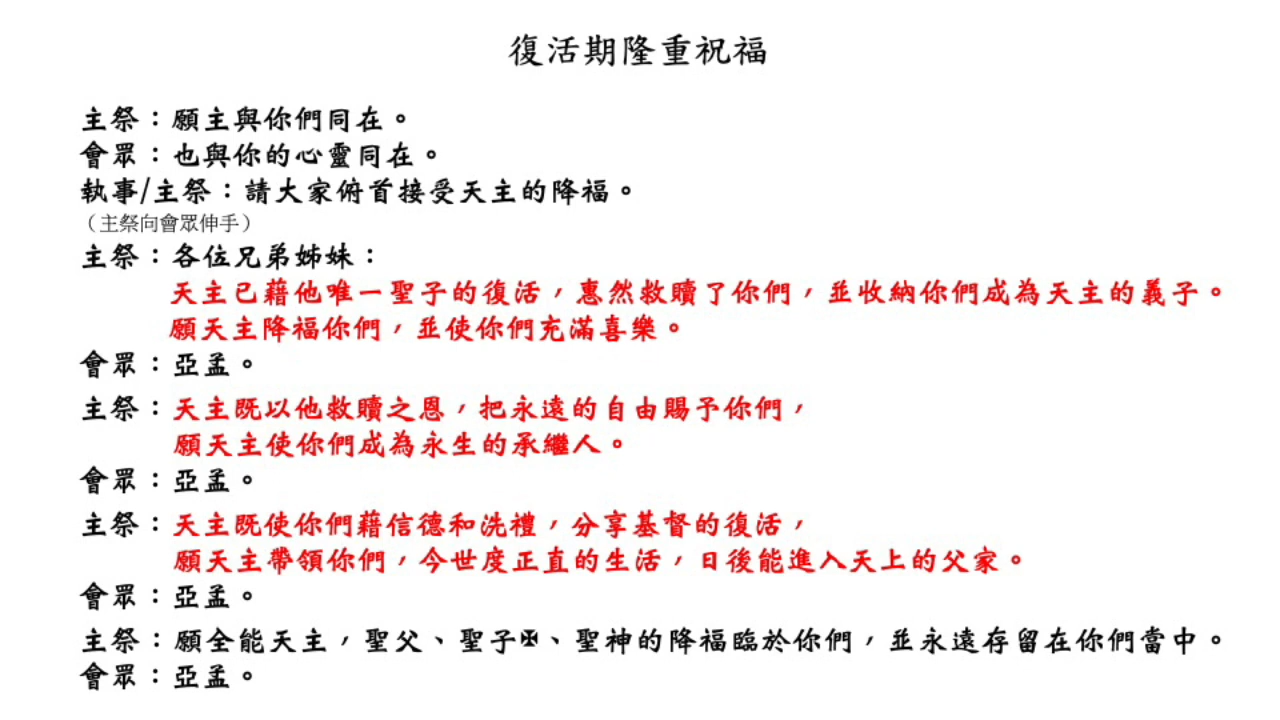 復活期隆重祝福
主祭：願主與你們同在。
會眾：也與你的心靈同在。
執事/主祭：請大家俯首接受天主的降福。
（主祭向會眾伸手）
主祭：各位兄弟姊妹：
天主已藉他唯一聖子的復活，惠然救贖了你們，並收納你們成為天主的義子。
願天主降福你們，並使你們充滿喜樂。
會眾：亞孟。
主祭：天主既以他救贖之恩，把永遠的自由賜予你們，
願天主使你們成為永生的承繼人。
會眾：亞孟。
主祭：天主既使你們藉信德和洗禮，分享基督的復活，
願天主帶領你們，今世度正直的生活，日後能進入天上的父家。
會眾：亞孟。
主祭：願全能天主，聖父、聖子✠、聖神的降福臨於你們，並永遠存留在你們當中。
會眾：亞孟。